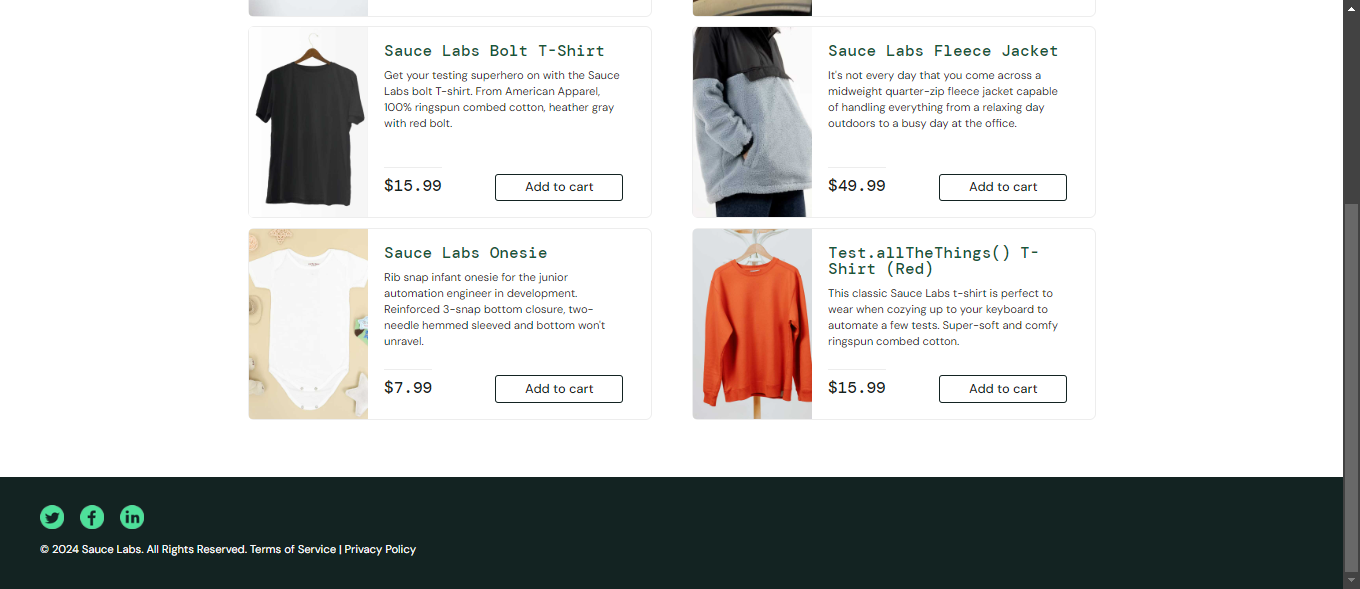 Sauce Labs Bolt T-Shirt
Get your testing superhero on with the Sauce
Labs bolt T-shirt. From American Apparel,
100% ringspun combed cotton, heather gray
with red bolt.
$15.99
Add to cart
Sauce Labs Fleece Jacket
It's not every day that you come across a
midweight quarter-zip fleece jacket capable
of handling everything from a relaxing day
outdoors to a busy day at the office.
$49.99
Add to cart
Sauce Labs Onesie
Rib snap infant onesie for the junior
automation engineer in development.
Reinforced 3-snap bottom closure, two-
needle hemmed sleeved and bottom won't
unravel.
$7.99
Add to cart
Test.allTheThings() T-
Shirt (Red)
This classic Sauce Labs t-shirt is perfect to
wear when cozying up to your keyboard to
automate a few tests. Super-soft and comfy
ringspun combed cotton.
$15.99
Add to cart
© 2024 Sauce Labs. All Rights Reserved. Terms of Service | Privacy Policy